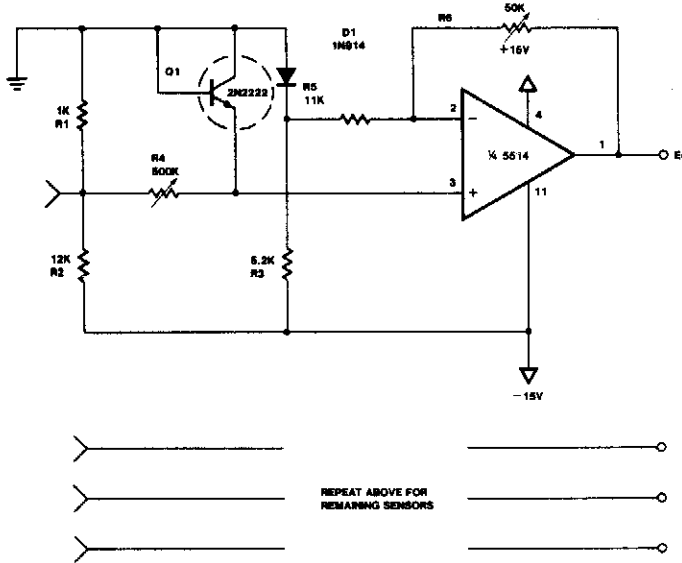 50K
R6
+15V
D1
1N914
Q1
2N2222
R5
11K
1K
R1
2
−
4
1
¼ 5514
R4
500K
3
+
11
12K
R2
5.2K
R3
−15V
REPEAT ABOVE FOR
REMAINING SENSORS